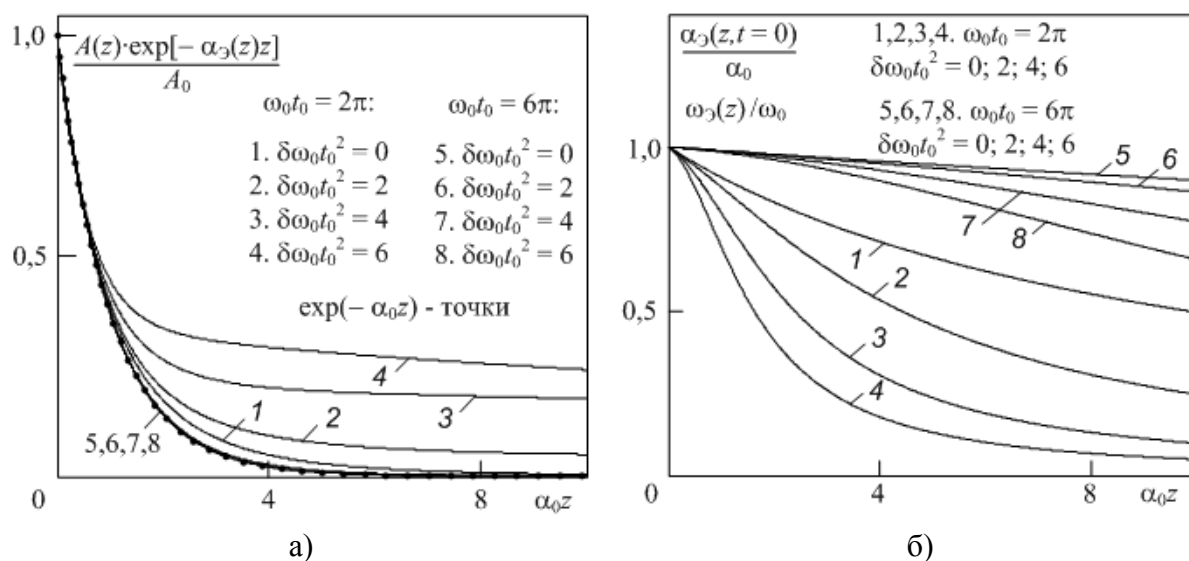 1,0
A(z)·exp[– αЭ(z)z]
A0
ω0t0 = 2π:
ω0t0 = 6π:
1. δω0t0² = 0
5. δω0t0² = 0
2. δω0t0² = 2
6. δω0t0² = 2
3. δω0t0² = 4
7. δω0t0² = 4
4. δω0t0² = 6
8. δω0t0² = 6
0,5
exp(– α0z) - точки
4
3
1
2
5,6,7,8
0
4
8
α0z
а)
αЭ(z,t = 0)
α0
1,2,3,4. ω0t0 = 2π
δω0t0² = 0; 2; 4; 6
ωЭ(z)/ω0
5,6,7,8. ω0t0 = 6π
δω0t0² = 0; 2; 4; 6
1,0
5
6
7
8
1
2
0,5
3
4
0
4
8
α0z
б)